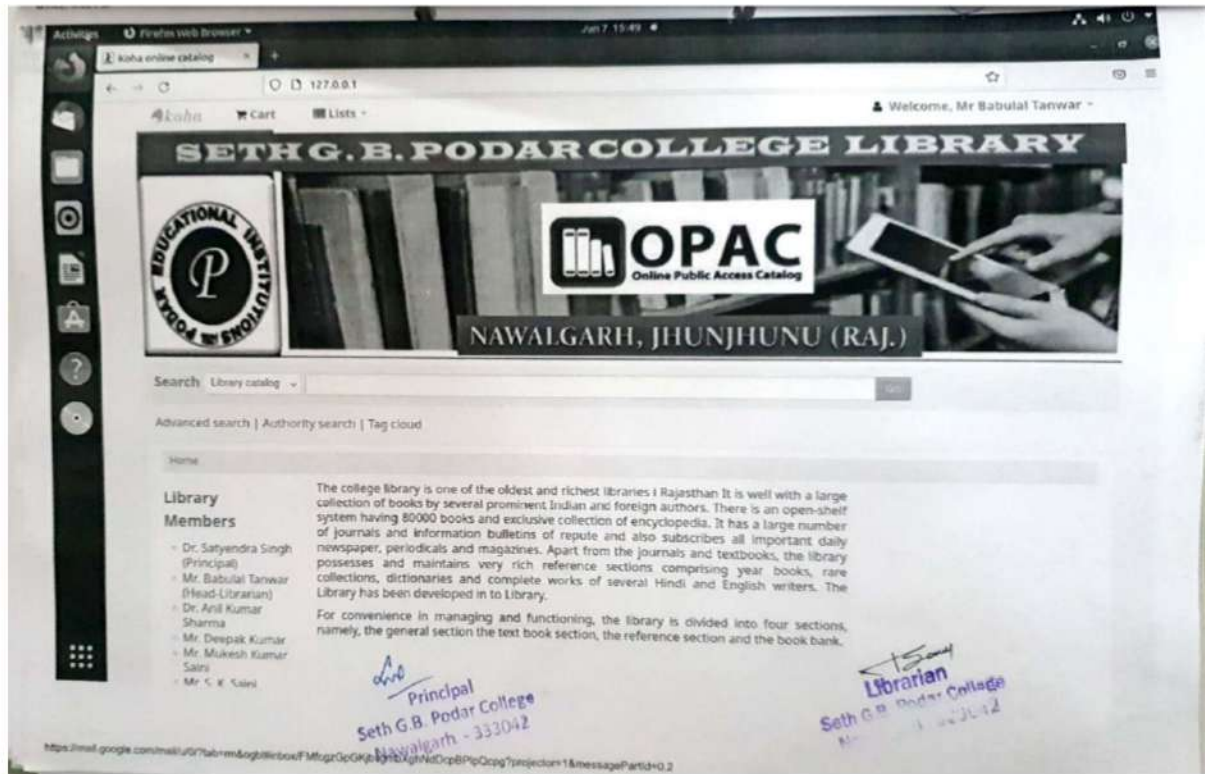 Activities Firefox Web Browser Jan 7 15:49
koha online catalog
127.0.0.1
koha Cart Lists Welcome, Mr Babulal Tanwar
SETH G. B. PODAR COLLEGE LIBRARY
PODAR EDUCATIONAL INSTITUTIONS
P
OPAC
Online Public Access Catalog
NAWALGARH, JHUNJHUNU (RAJ.)
Search Library catalog Go
Advanced search | Authority search | Tag cloud
Home
Library
Members
Dr. Satyendra Singh
(Principal)
Mr. Babulal Tanwar
(Head-Librarian)
Dr. Anil Kumar
Sharma
Mr. Deepak Kumar
Mr. Mukesh Kumar
Saini
Mr S. K. Saini
The college library is one of the oldest and richest libraries i Rajasthan It is well with a large
collection of books by several prominent Indian and foreign authors. There is an open-shelf
system having 80000 books and exclusive collection of encyclopedia. It has a large number
of journals and information bulletins of repute and also subscribes all important daily
newspaper, periodicals and magazines. Apart from the journals and textbooks, the library
possesses and maintains very rich reference sections comprising year books, rare
collections, dictionaries and complete works of several Hindi and English writers. The
Library has been developed in to Library.
For convenience in managing and functioning, the library is divided into four sections,
namely, the general section the text book section, the reference section and the book bank.
Principal
Seth G.B. Podar College
Nawalgarh - 333042
Librarian
Seth G.B. Podar College